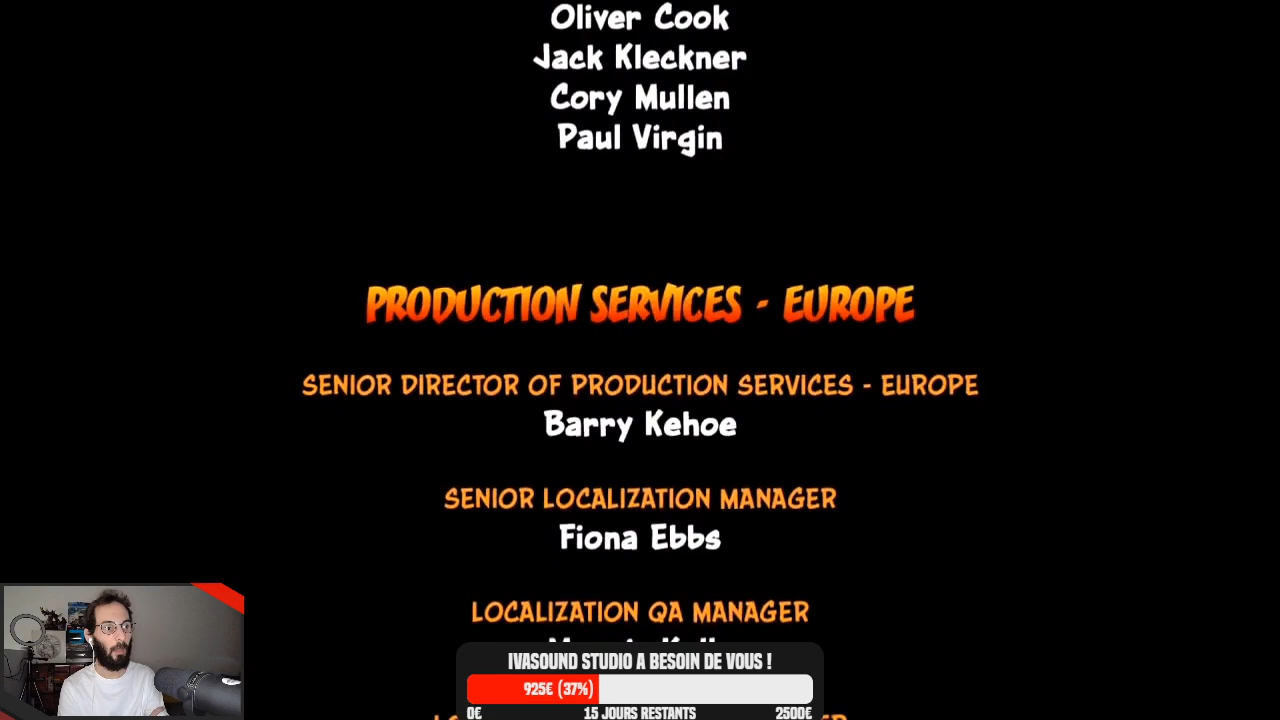 Oliver Cook
Jack Kleckner
Cory Mullen
Paul Virgin
PRODUCTION SERVICES - EUROPE
SENIOR DIRECTOR OF PRODUCTION SERVICES - EUROPE
Barry Kehoe
SENIOR LOCALIZATION MANAGER
Fiona Ebbs
LOCALIZATION QA MANAGER
IVASOUND STUDIO A BESOIN DE VOUS !
925€ (37%)
0€ 15 JOURS RESTANTS 2500€